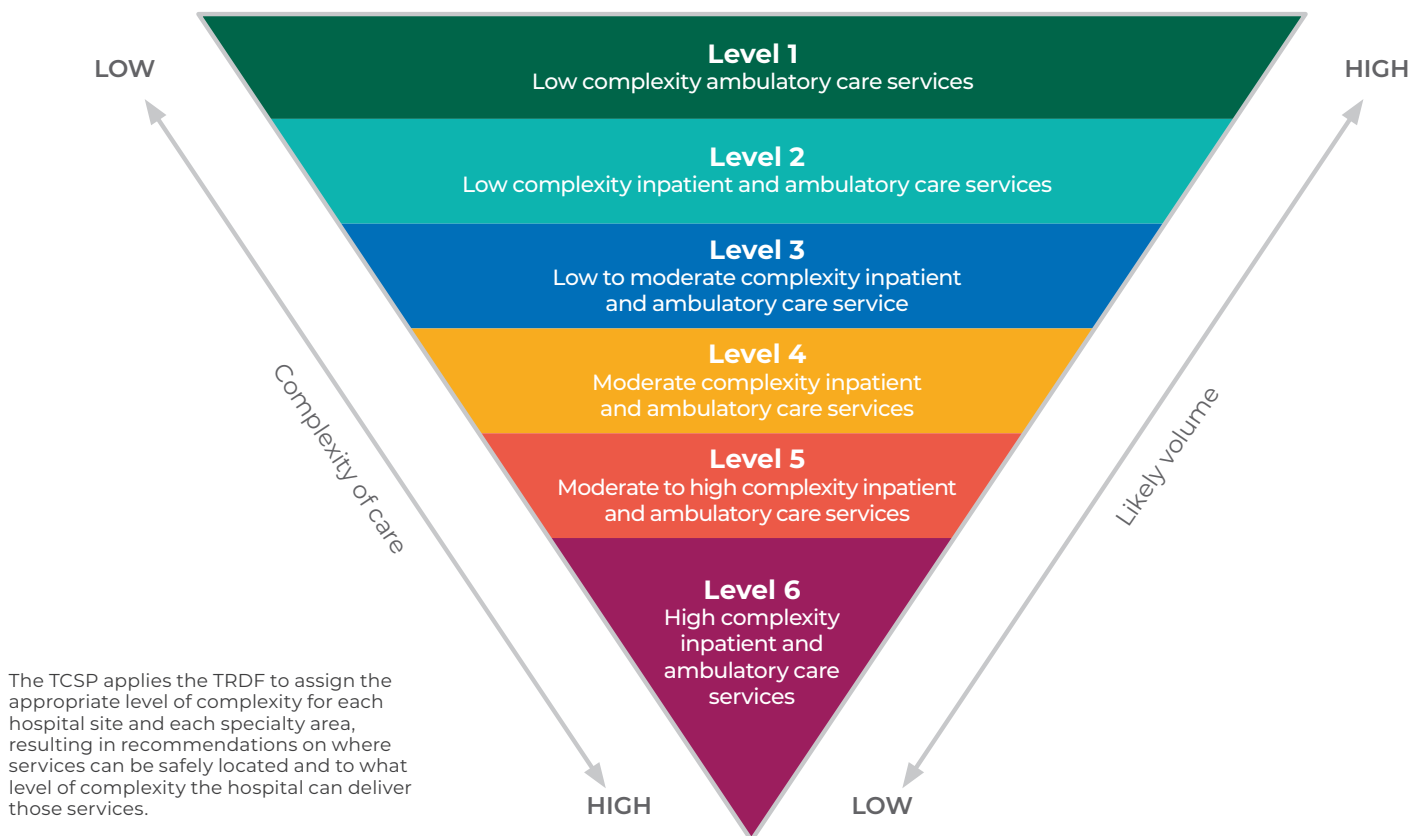 Level 1
Low complexity ambulatory care services
LOW
HIGH
Level 2
Low complexity inpatient and ambulatory care services
Level 3
Low to moderate complexity inpatient
and ambulatory care service
Level 4
Moderate complexity inpatient
and ambulatory care services
Complexity of care
Likely volume
Level 5
Moderate to high complexity inpatient
and ambulatory care services
Level 6
High complexity
inpatient and
ambulatory care
services
The TCSP applies the TRDF to assign the
appropriate level of complexity for each
hospital site and each specialty area,
resulting in recommendations on where
services can be safely located and to what
level of complexity the hospital can deliver
those services.
HIGH
LOW